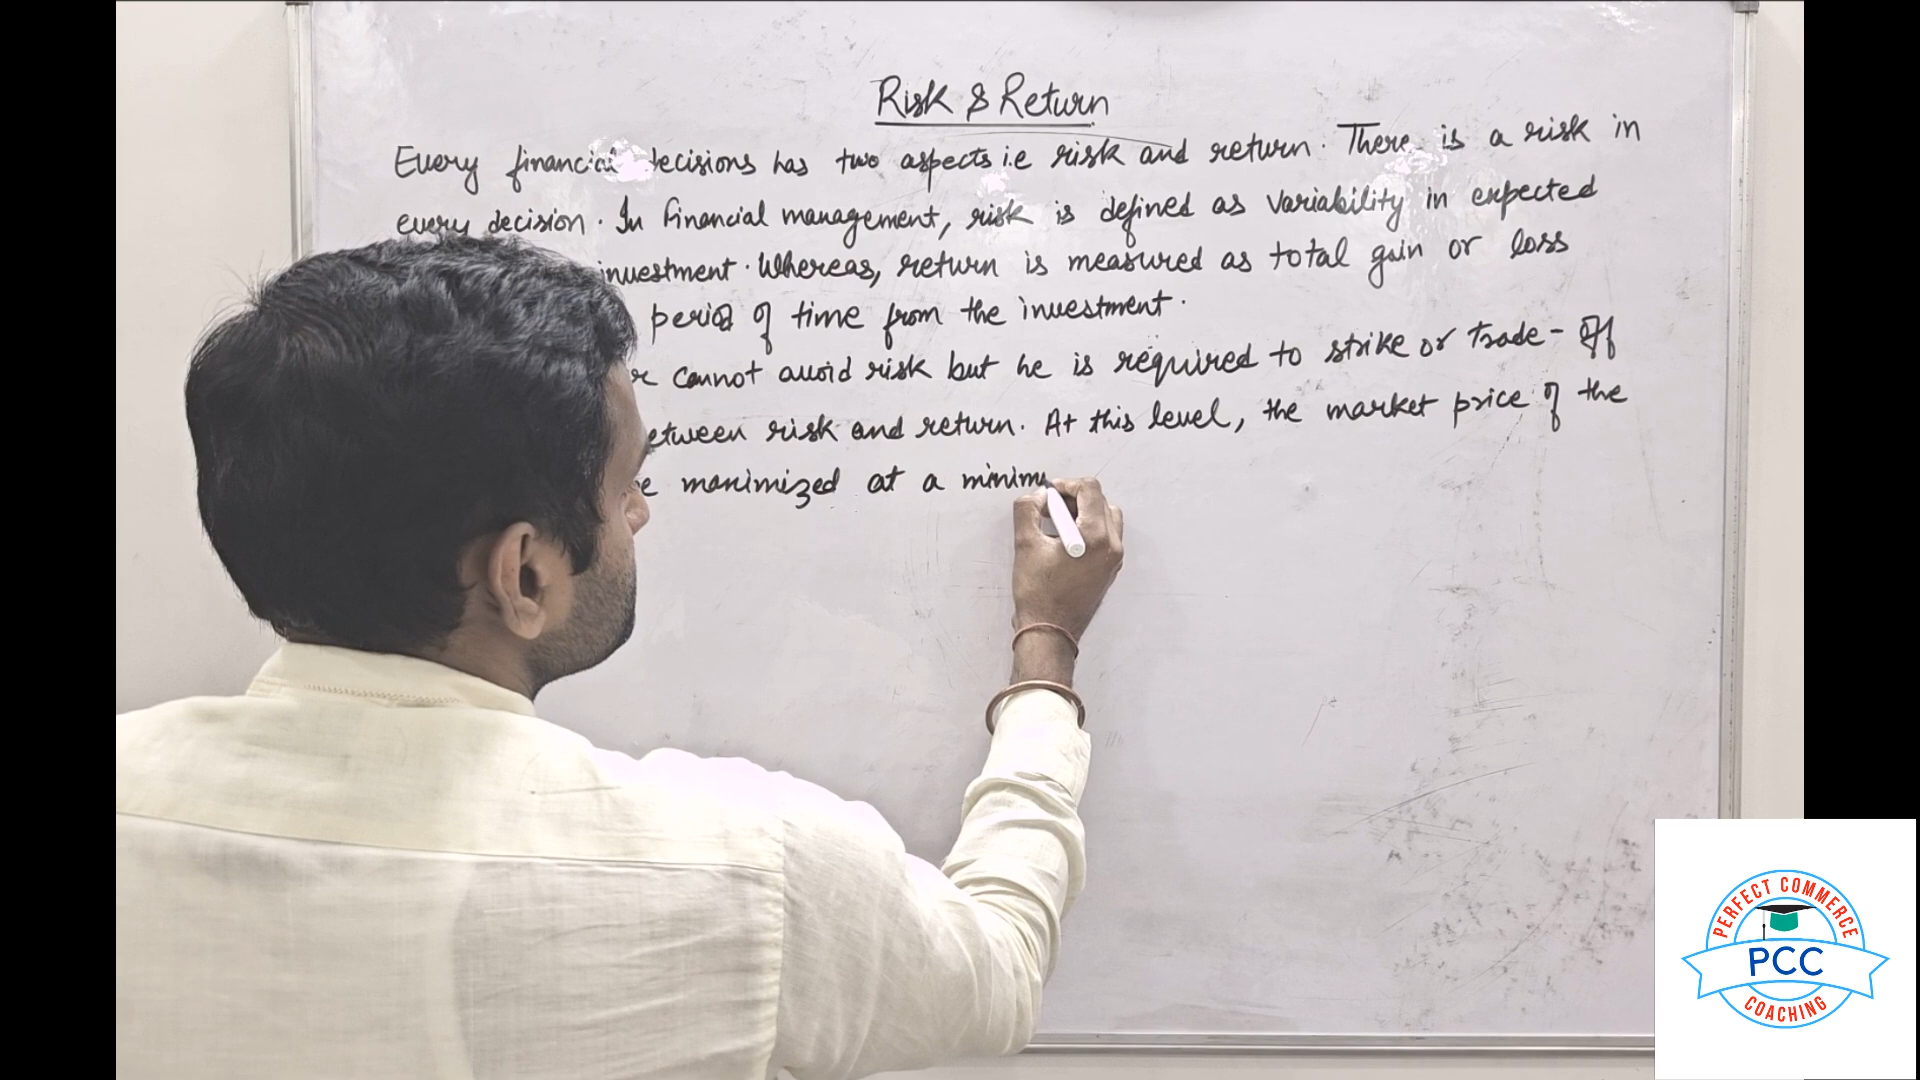 Risk & Return
Every financial decisions has two aspects i.e risk and return. There is a risk in
every decision. In Financial management, risk is defined as variability in expected
investment. Whereas, return is measured as total gain or loss
period of time from the investment.
cannot avoid risk but he is required to strike or trade-off
between risk and return. At this level, the market price of the
maximized at a minimu
PERFECT COMMERCE
PCC
COACHING